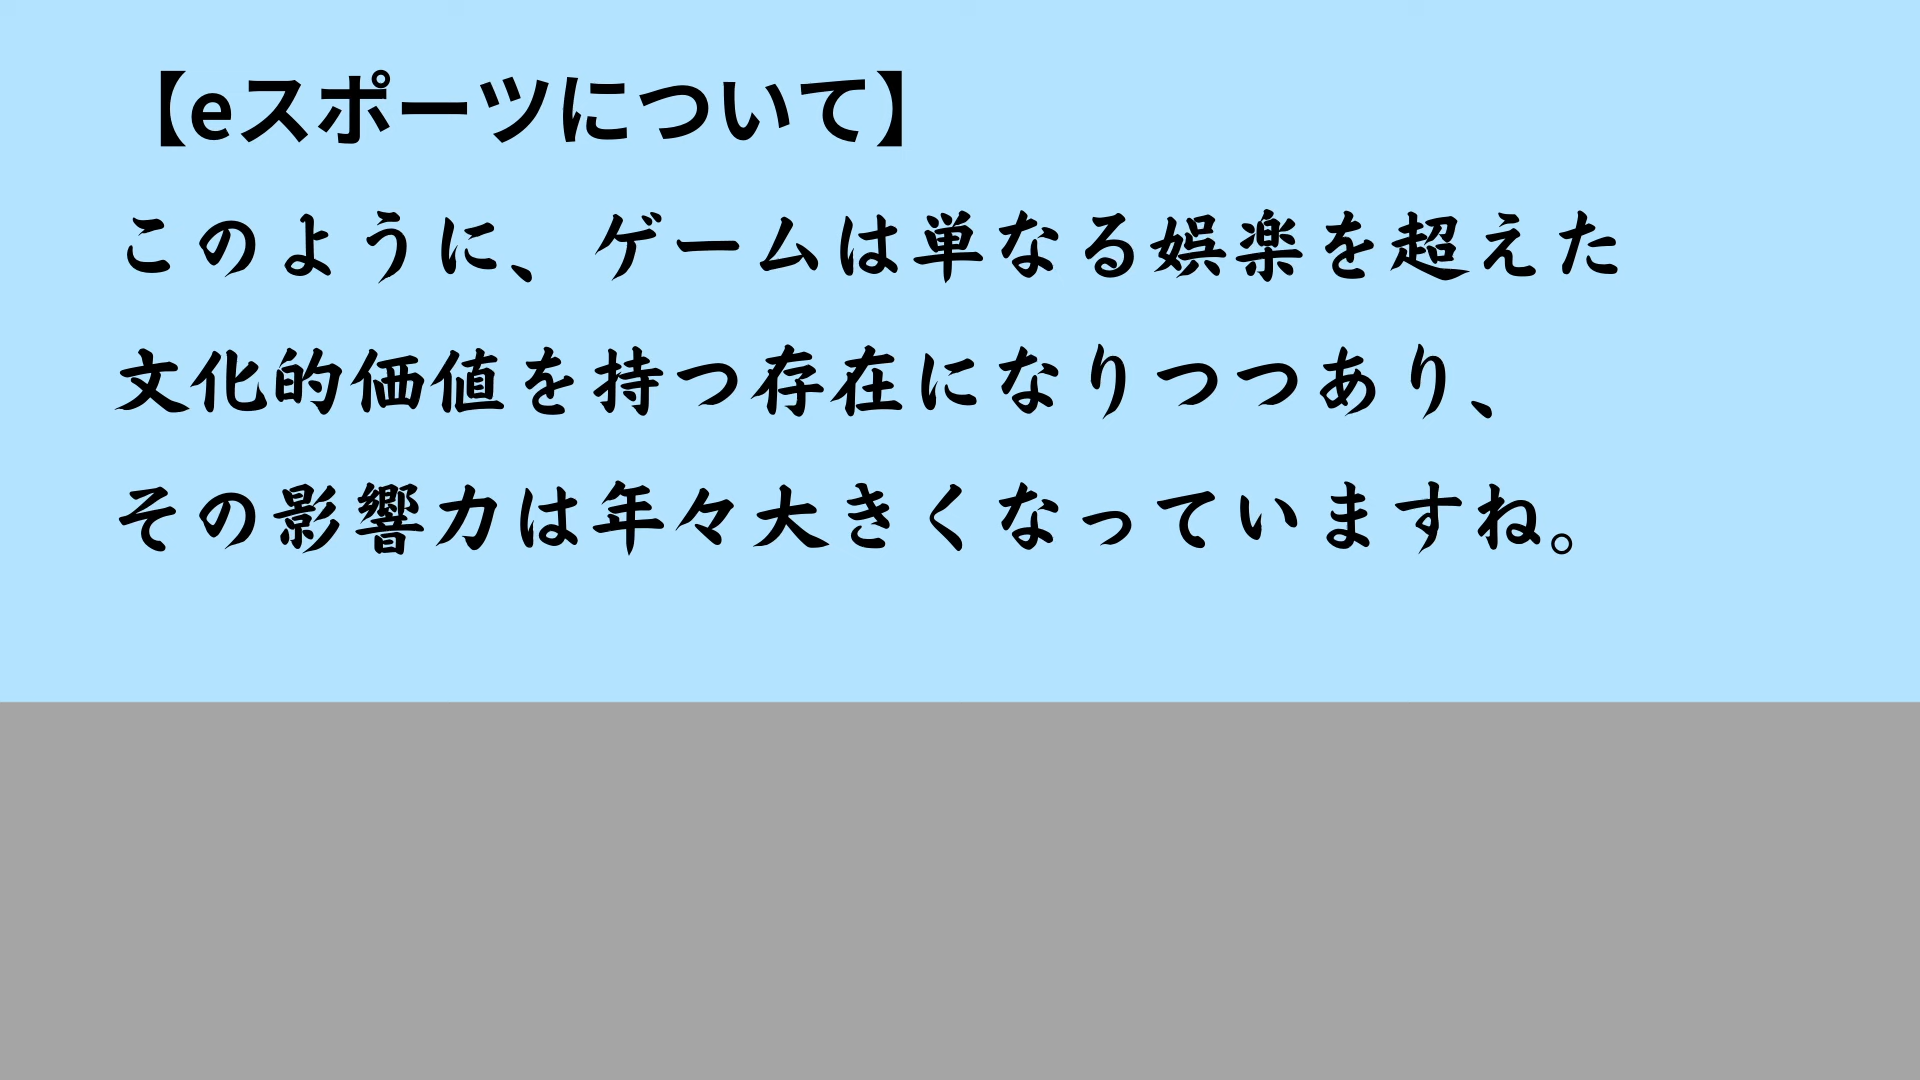 【eスポーツについて】
このように、ゲームは単なる娯楽を超えた
文化的価値を持つ存在になりつつあり、
その影響力は年々大きくなっていますね。